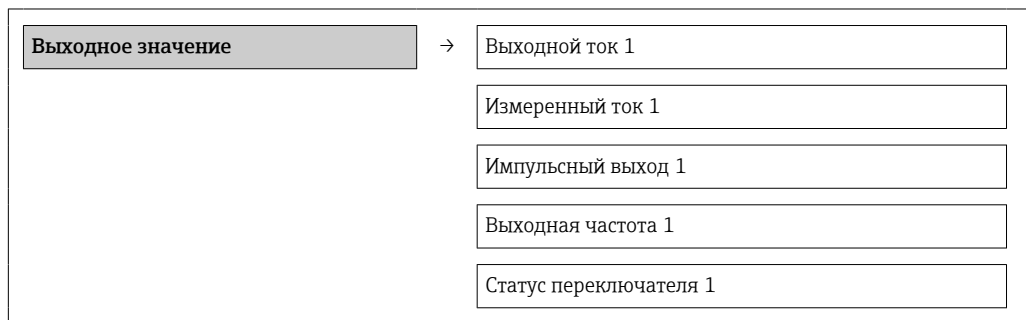 Выходное значение → Выходной ток 1
Измеренный ток 1
Импульсный выход 1
Выходная частота 1
Статус переключателя 1